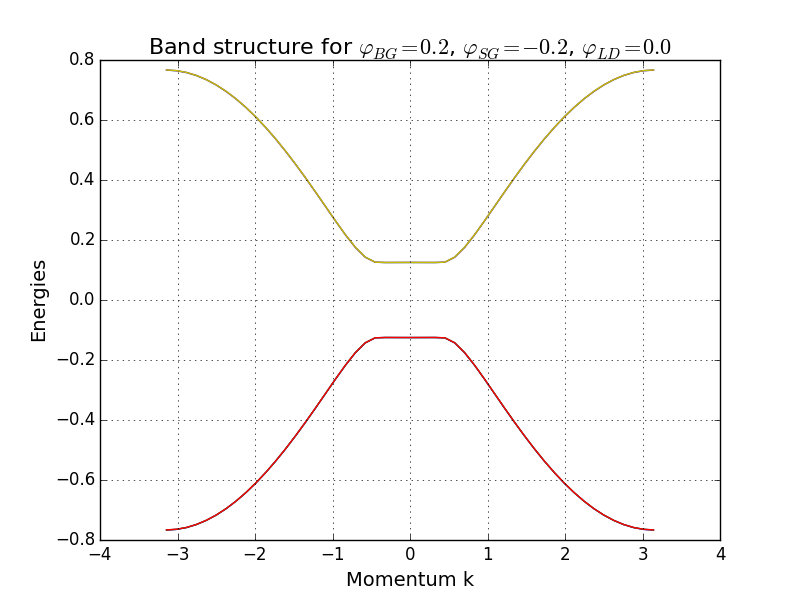 Band structure for φ_BG=0.2, φ_SG=−0.2, φ_LD=0.0
0.8
0.6
0.4
0.2
0.0
−0.2
−0.4
−0.6
−0.8
Energies
−4 −3 −2 −1 0 1 2 3 4
Momentum k